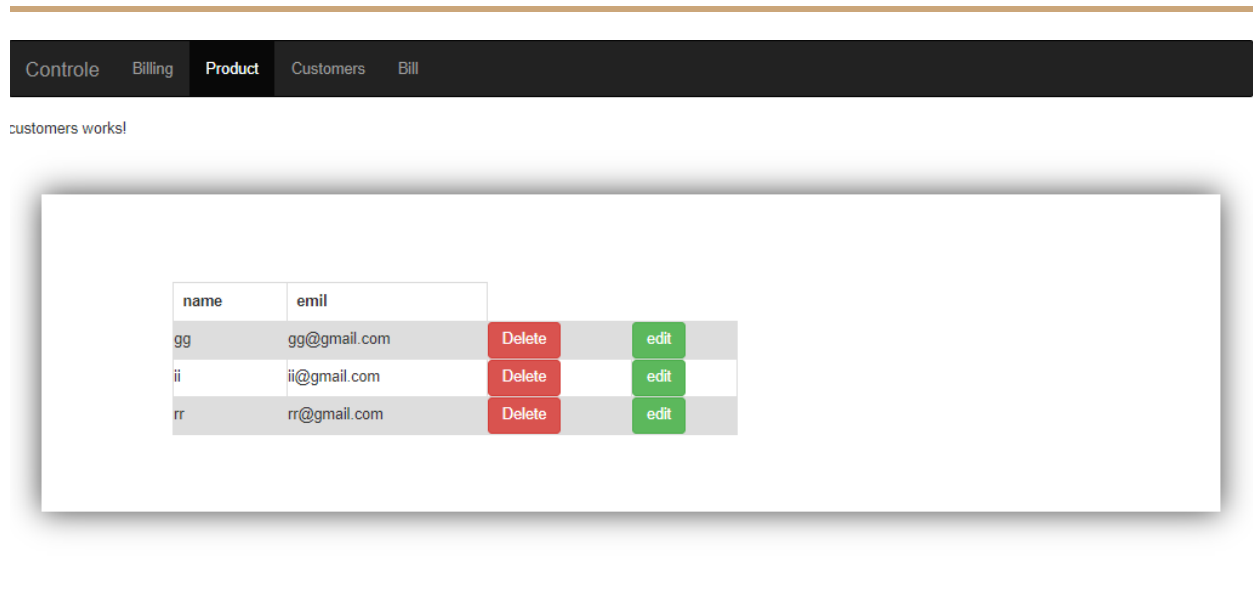 Controle Billing Product Customers Bill
customers works!
name emil
gg gg@gmail.com Delete edit
ii ii@gmail.com Delete edit
rr rr@gmail.com Delete edit